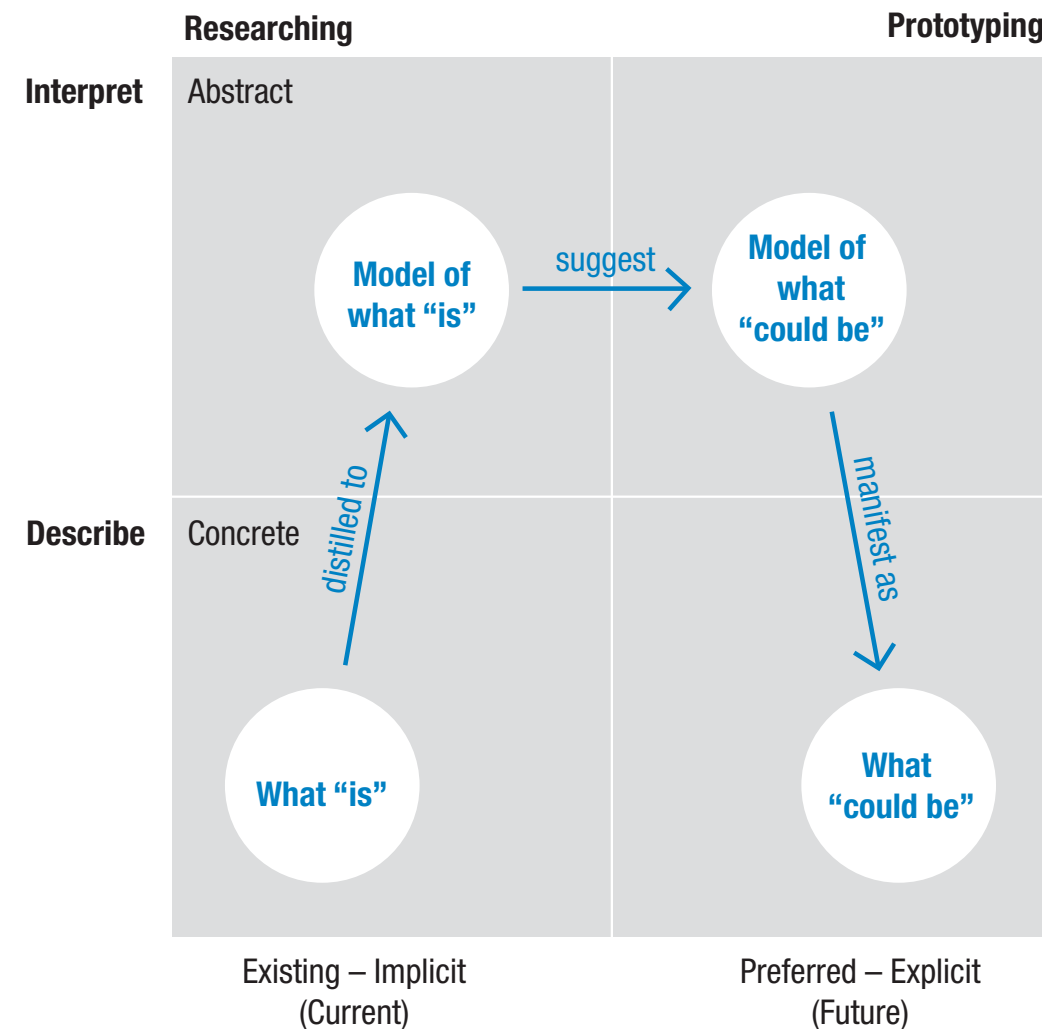 Researching
Prototyping
Interpret
Abstract
Model of
what “is”
suggest
Model of
what
“could be”
distilled to
manifest as
Describe
Concrete
What “is”
What
“could be”
Existing – Implicit
(Current)
Preferred – Explicit
(Future)